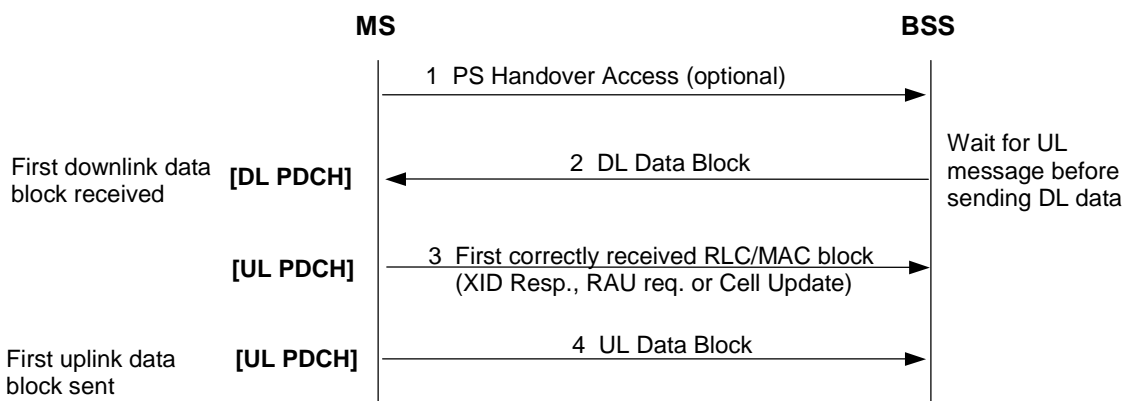 MS
BSS
1 PS Handover Access (optional)
First downlink data
block received
[DL PDCH]
2 DL Data Block
Wait for UL
message before
sending DL data
[UL PDCH]
3 First correctly received RLC/MAC block
(XID Resp., RAU req. or Cell Update)
First uplink data
block sent
[UL PDCH]
4 UL Data Block